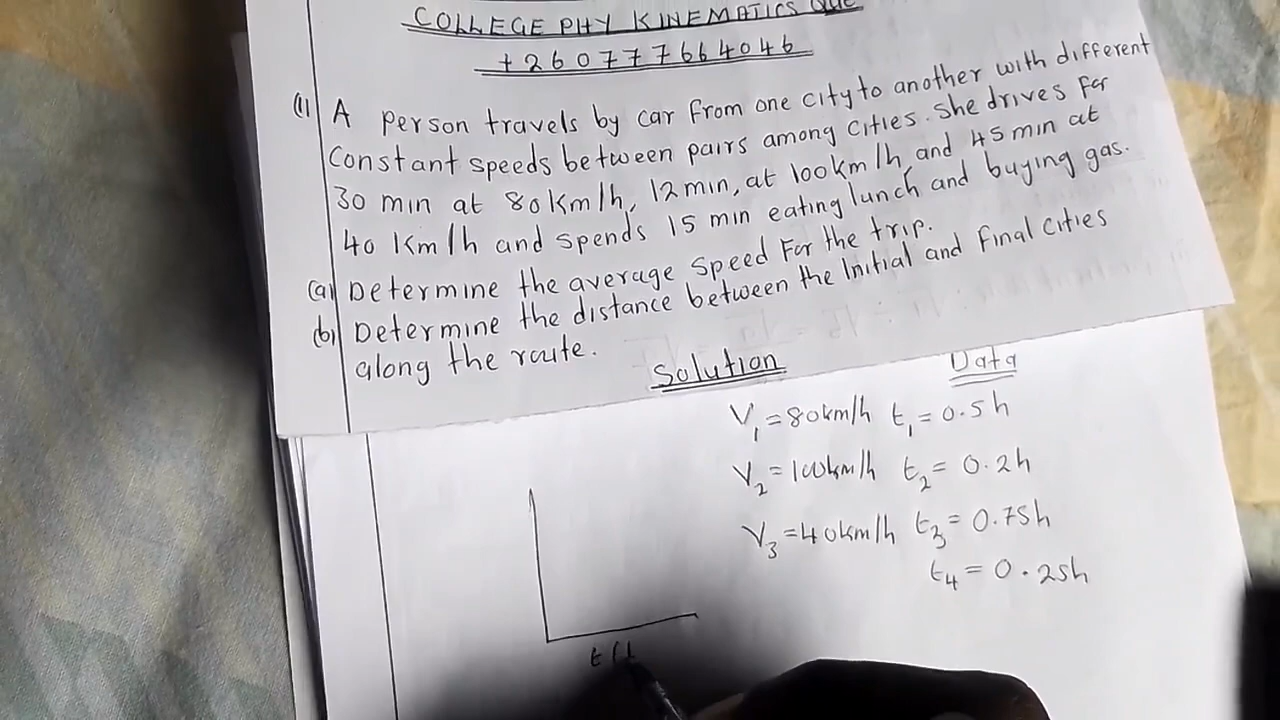 COLLEGE PHY KINEMATICS QUE
+260777664046
(1) A person travels by car from one city to another with different
constant speeds between pairs among cities. She drives for
30 min at 80km/h, 12min, at 100km/h, and 45min at
40 km/h and spends 15 min eating lunch and buying gas.
(a) Determine the average speed for the trip.
(b) Determine the distance between the initial and final cities
along the route.
Solution
Data
V1=80km/h t1=0.5h
V2=100km/h t2=0.2h
V3=40km/h t3=0.75h
t4=0.25h
t(